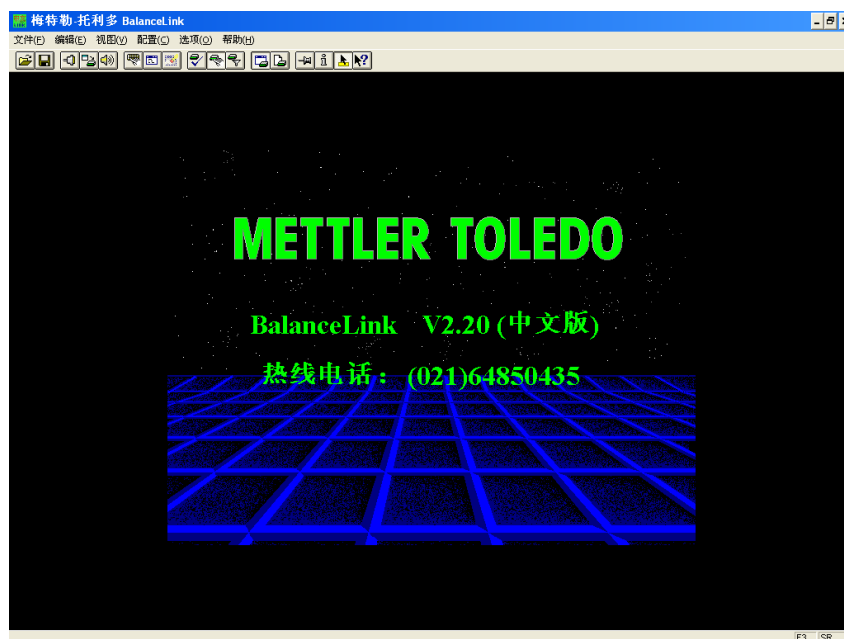 梅特勒-托利多 BalanceLink
文件(F) 编辑(E) 视图(V) 配置(C) 选项(O) 帮助(H)
METTLER TOLEDO
BalanceLink V2.20 (中文版)
热线电话：(021)64850435
F3 SR